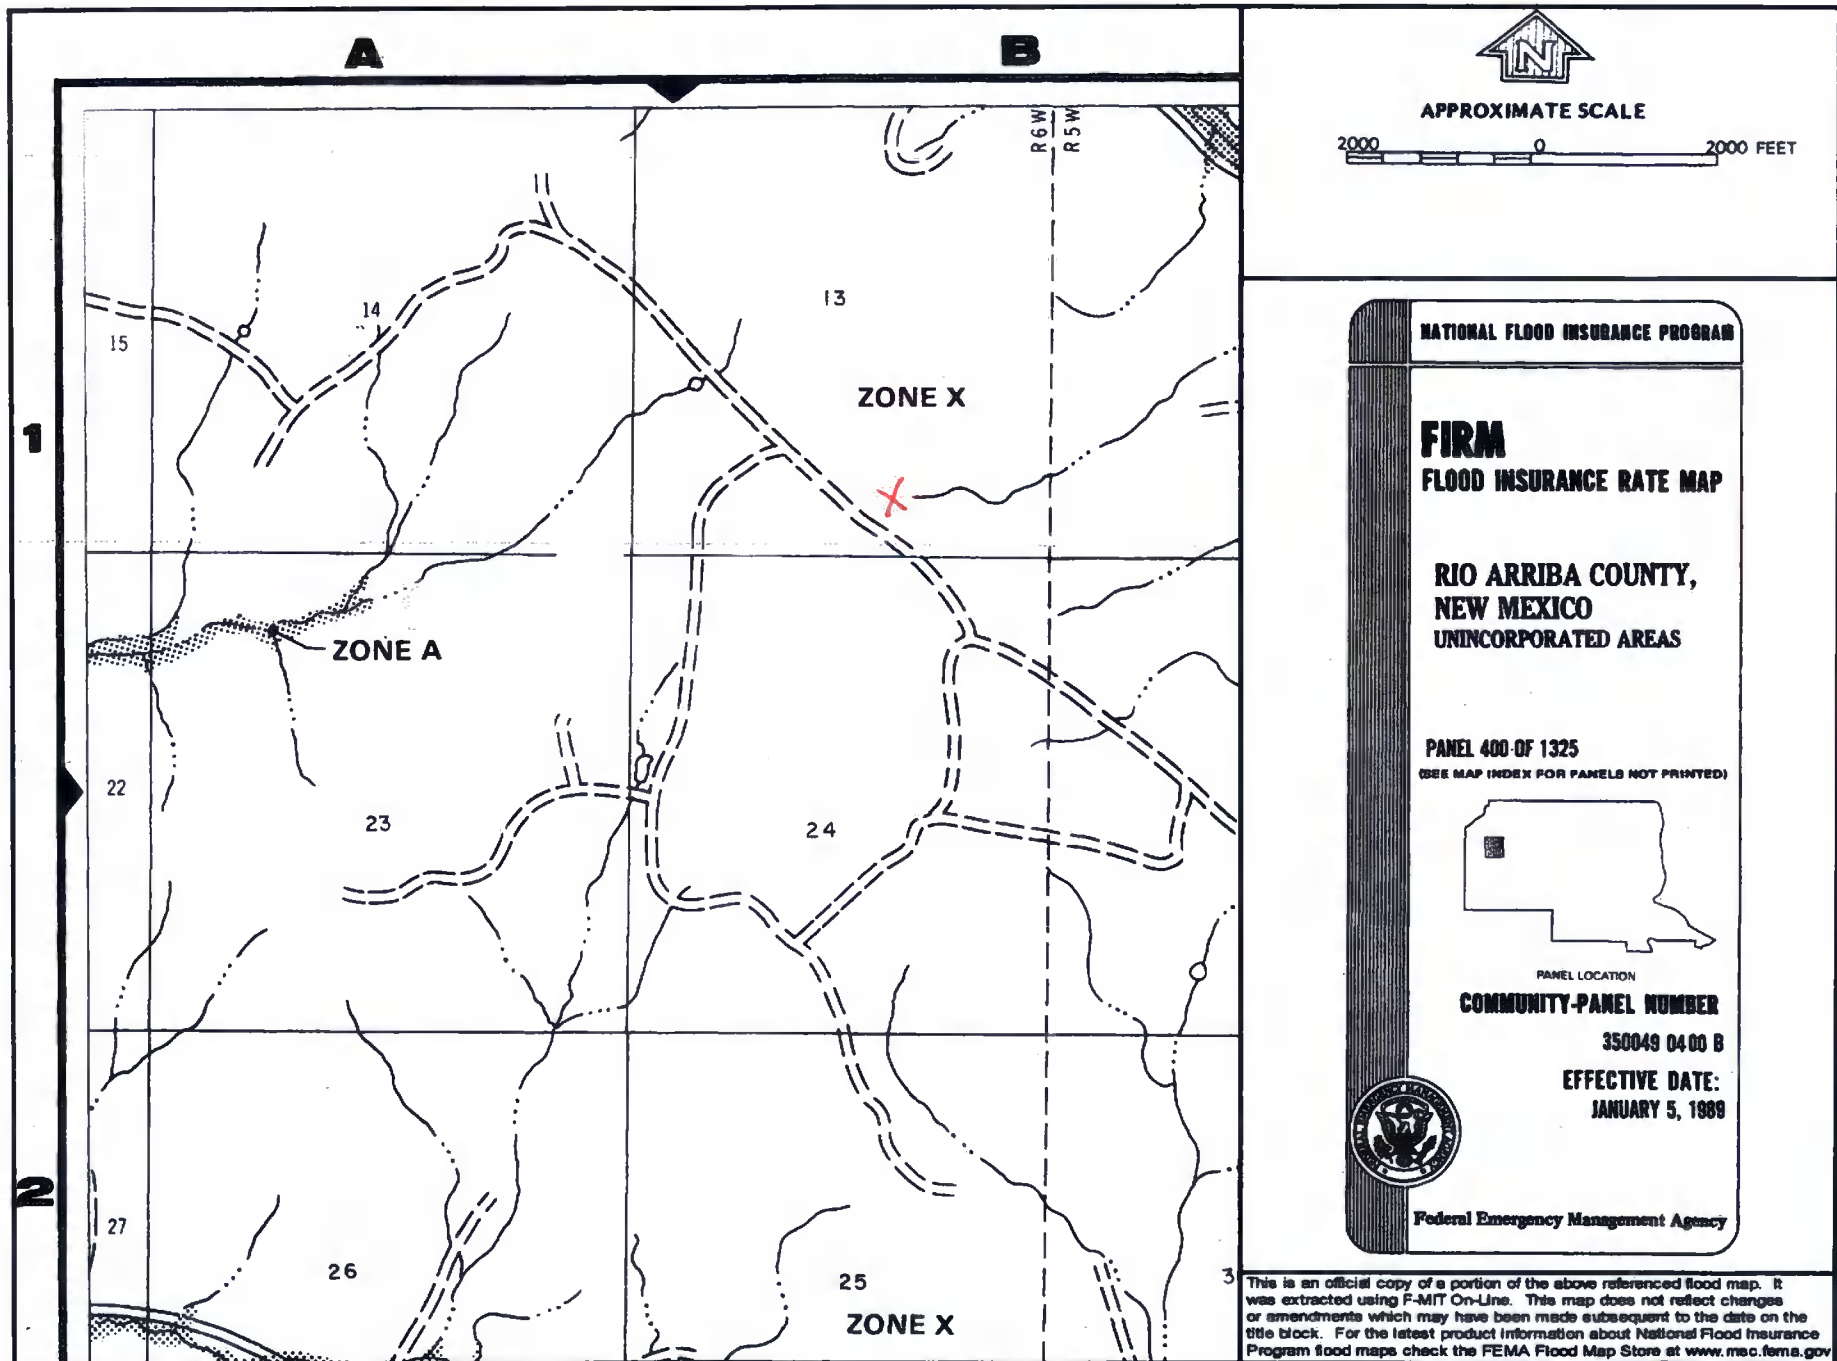 A
B
1
2
R6W
R5W
14
13
15
ZONE X
ZONE A
22
23
24
27
26
25
3
ZONE X
N
APPROXIMATE SCALE
2000 0 2000 FEET
NATIONAL FLOOD INSURANCE PROGRAM
FIRM
FLOOD INSURANCE RATE MAP
RIO ARRIBA COUNTY,
NEW MEXICO
UNINCORPORATED AREAS
PANEL 400 OF 1325
(SEE MAP INDEX FOR PANELS NOT PRINTED)
PANEL LOCATION
COMMUNITY-PANEL NUMBER
350049 0400 B
EFFECTIVE DATE:
JANUARY 5, 1989
Federal Emergency Management Agency
This is an official copy of a portion of the above referenced flood map. It
was extracted using F-MIT On-Line. This map does not reflect changes
or amendments which may have been made subsequent to the date on the
title block. For the latest product information about National Flood Insurance
Program flood maps check the FEMA Flood Map Store at www.msc.fema.gov